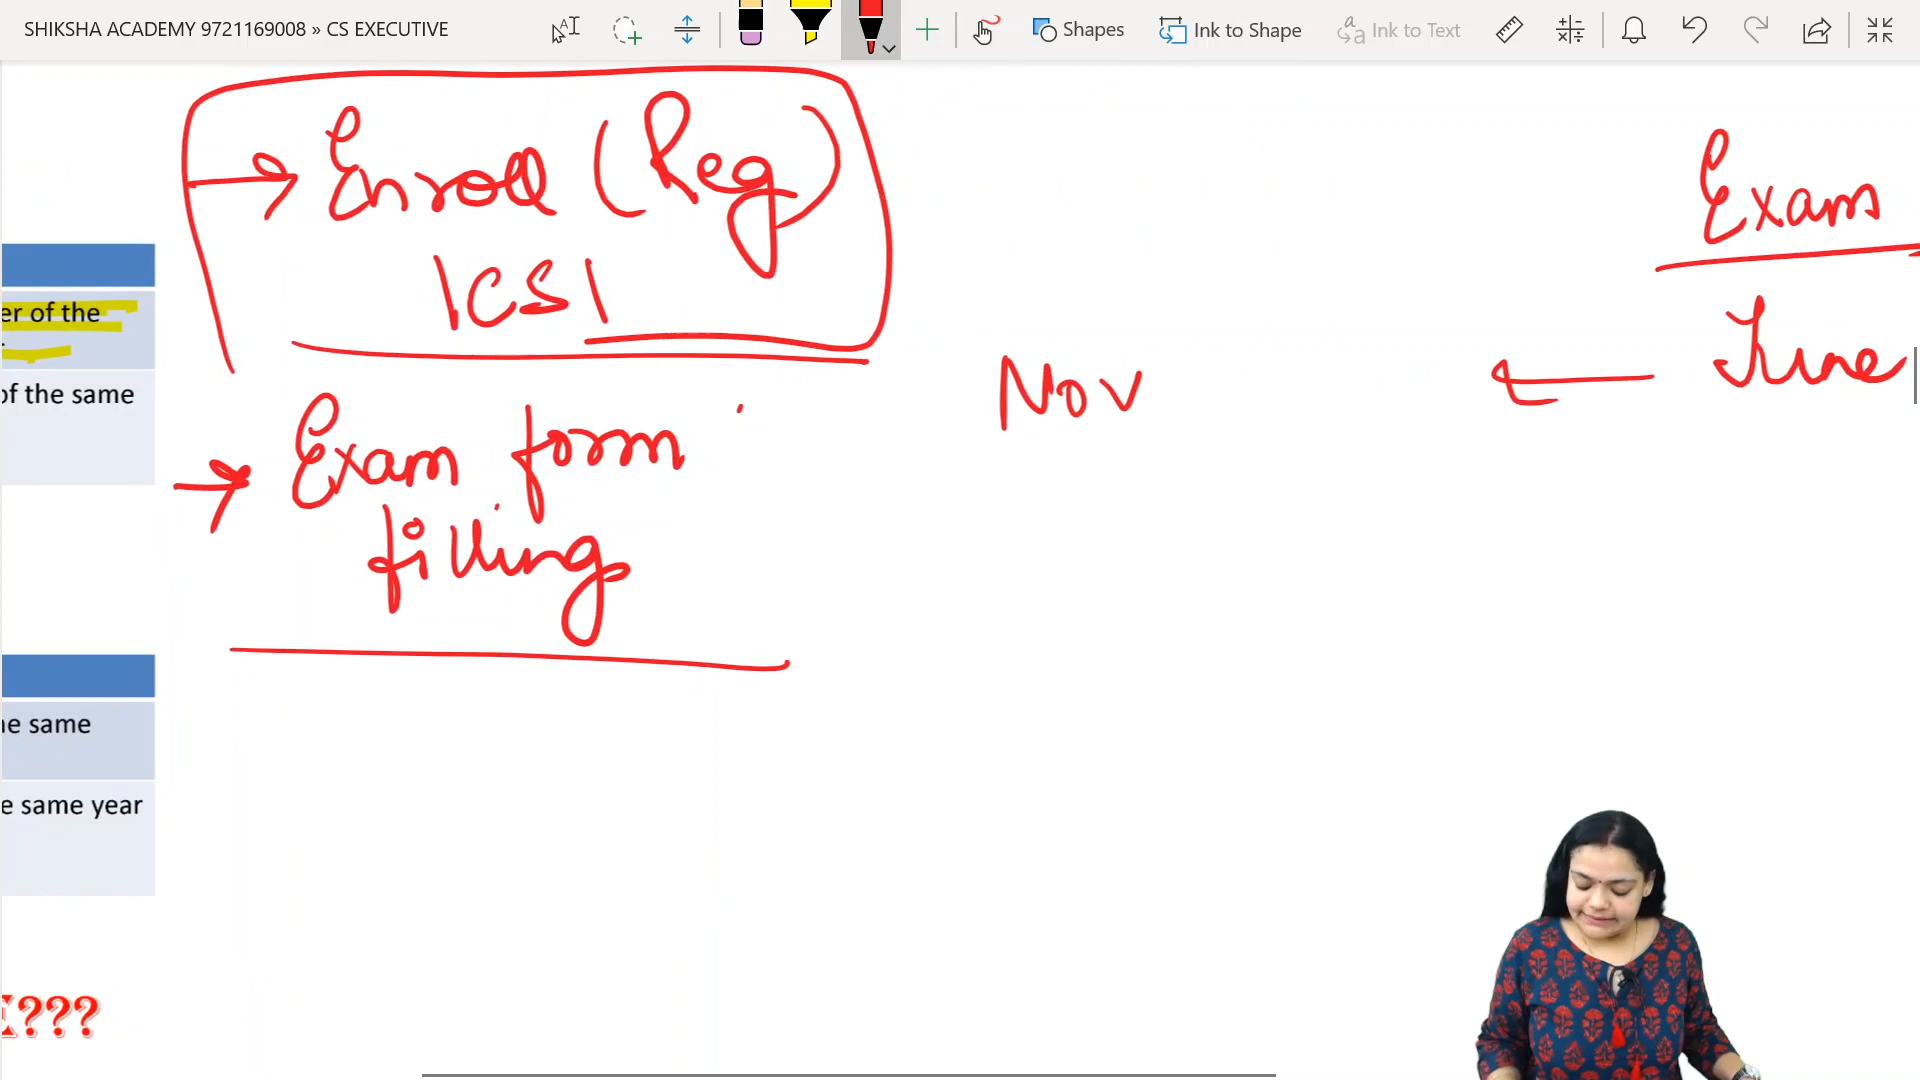 SHIKSHA ACADEMY 9721169008 » CS EXECUTIVE
Shapes
Ink to Shape
Ink to Text
Enroll (Reg)
ICSI
Exam
June
Nov
er of the
of the same
Exam form
filling
e same
e same year
???